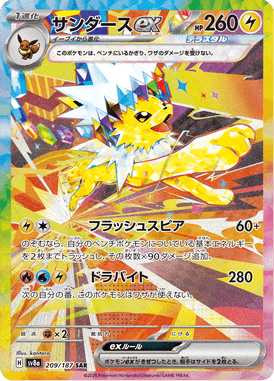 1進化
サンダースex
HP260
イーブイから進化
テラスタル
このポケモンは、ベンチにいるかぎり、ワザのダメージを受けない。
フラッシュスピア 60+
のぞむなら、自分のベンチポケモンについている基本エネルギー
を2枚までトラッシュし、その枚数×90ダメージ追加。
ドラバイト 280
次の自分の番、このポケモンはワザが使えない。
弱点 ×2 抵抗力 にげる
Illus. kantaro
exルール
ポケモンexがきぜつしたとき、相手はサイドを2枚とる。
H sv8a 209/187 SAR
©2024 Pokémon/Nintendo/Creatures/GAME FREAK.